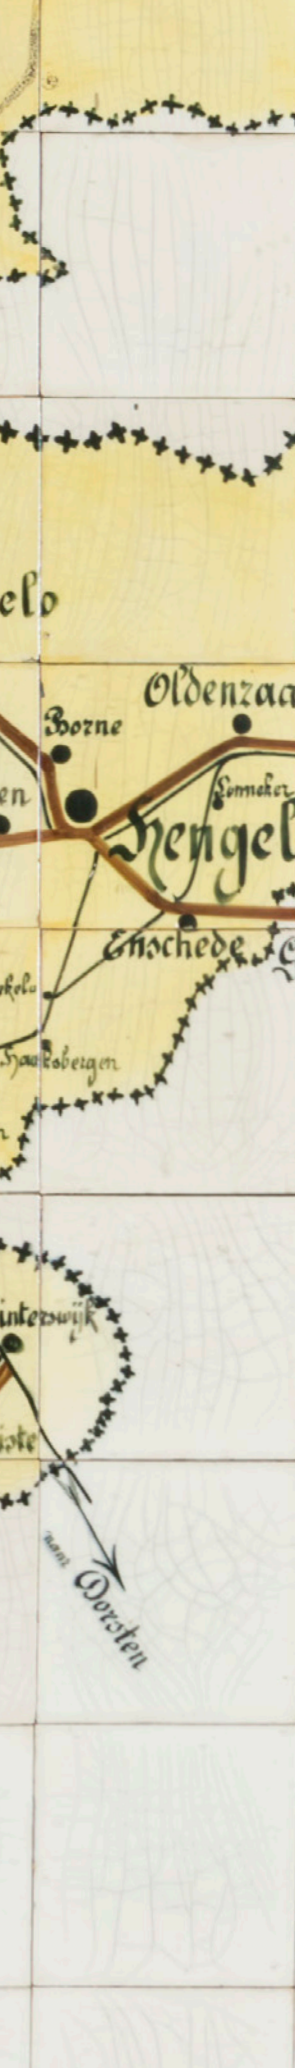 elo
Oldenzaa
Borne
en
Lonneker
Hengel
Enschede
kelo
Haaksbergen
interswijk
iste
naar Dorsten